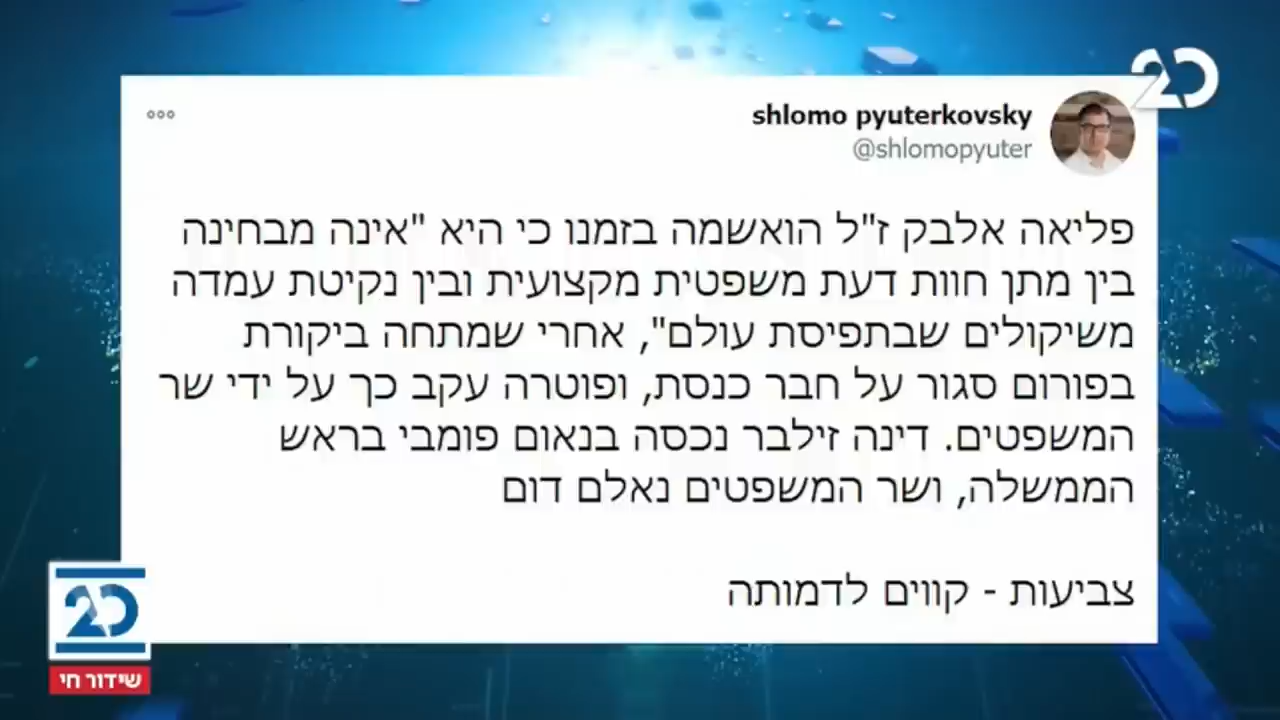 20
shlomo pyuterkovsky
@shlomopyuter
פליאה אלבק ז"ל הואשמה בזמנו כי היא "אינה מבחינה
בין מתן חוות דעת משפטית מקצועית ובין נקיטת עמדה
משיקולים שבתפיסת עולם", אחרי שמתחה ביקורת
בפורום סגור על חבר כנסת, ופוטרה עקב כך על ידי שר
המשפטים. דינה זילבר נכסה בנאום פומבי בראש
הממשלה, ושר המשפטים נאלם דום
צביעות - קווים לדמותה
20
שידור חי